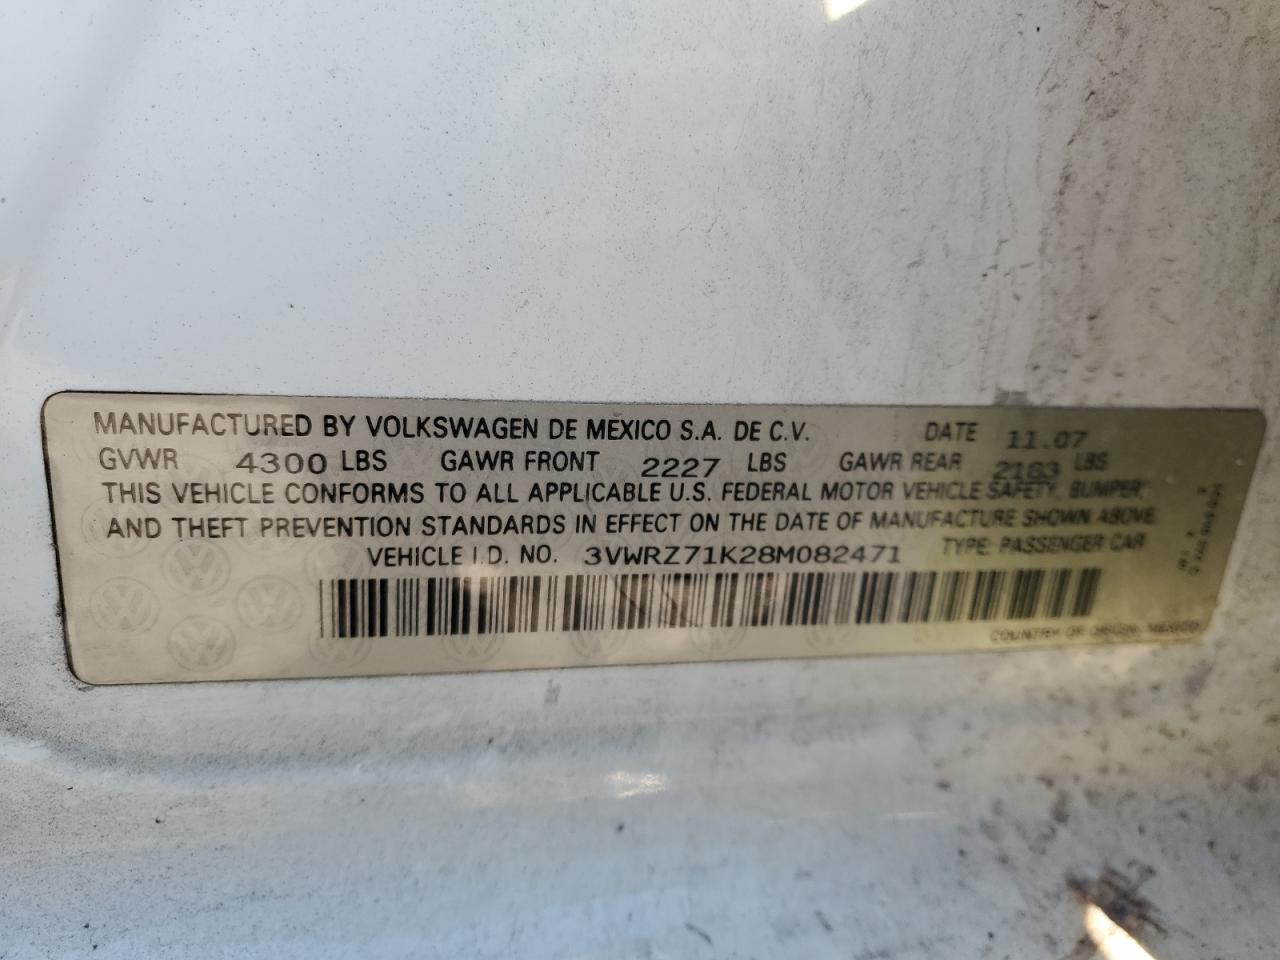 MANUFACTURED BY VOLKSWAGEN DE MEXICO S.A. DE C.V. DATE 11.07
GVWR 4300 LBS GAWR FRONT 2227 LBS GAWR REAR 2183 LBS
THIS VEHICLE CONFORMS TO ALL APPLICABLE U.S. FEDERAL MOTOR VEHICLE SAFETY, BUMPER,
AND THEFT PREVENTION STANDARDS IN EFFECT ON THE DATE OF MANUFACTURE SHOWN ABOVE.
VEHICLE I.D. NO. 3VWRZ71K28M082471 TYPE: PASSENGER CAR
COUNTRY OF ORIGIN: MEXICO